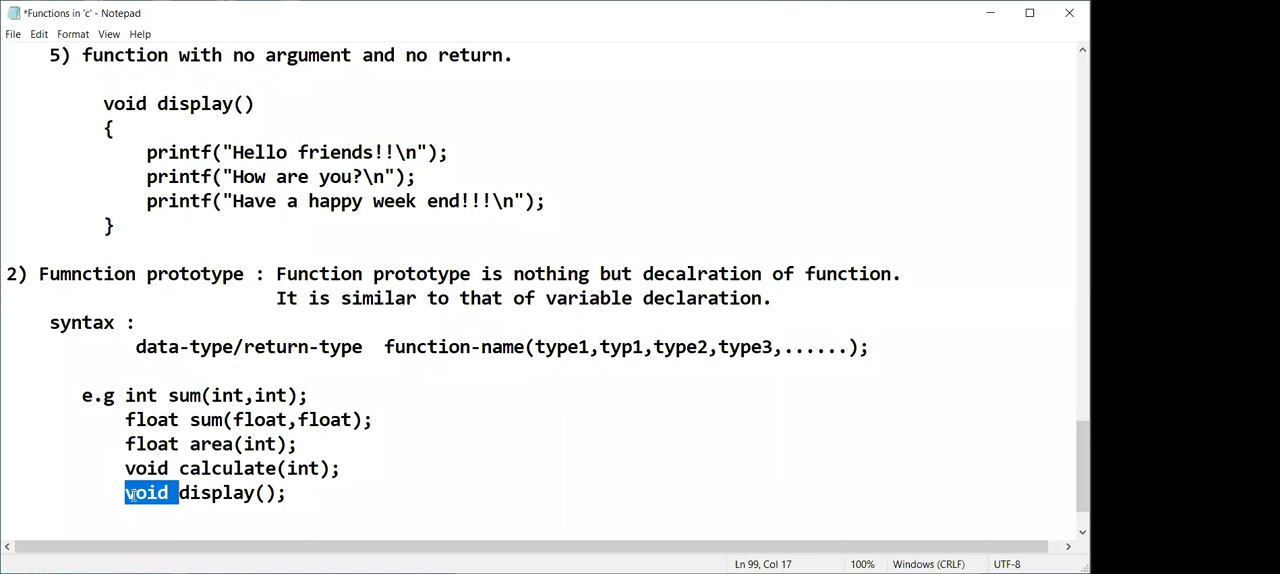 *Functions in 'c' - Notepad
File Edit Format View Help
5) function with no argument and no return.
void display()
{
printf("Hello friends!!\n");
printf("How are you?\n");
printf("Have a happy week end!!!\n");
}
2) Fumnction prototype : Function prototype is nothing but decalration of function.
It is similar to that of variable declaration.
syntax :
data-type/return-type function-name(type1,typ1,type2,type3,......);
e.g int sum(int,int);
float sum(float,float);
float area(int);
void calculate(int);
void display();
Ln 99, Col 17 100% Windows (CRLF) UTF-8